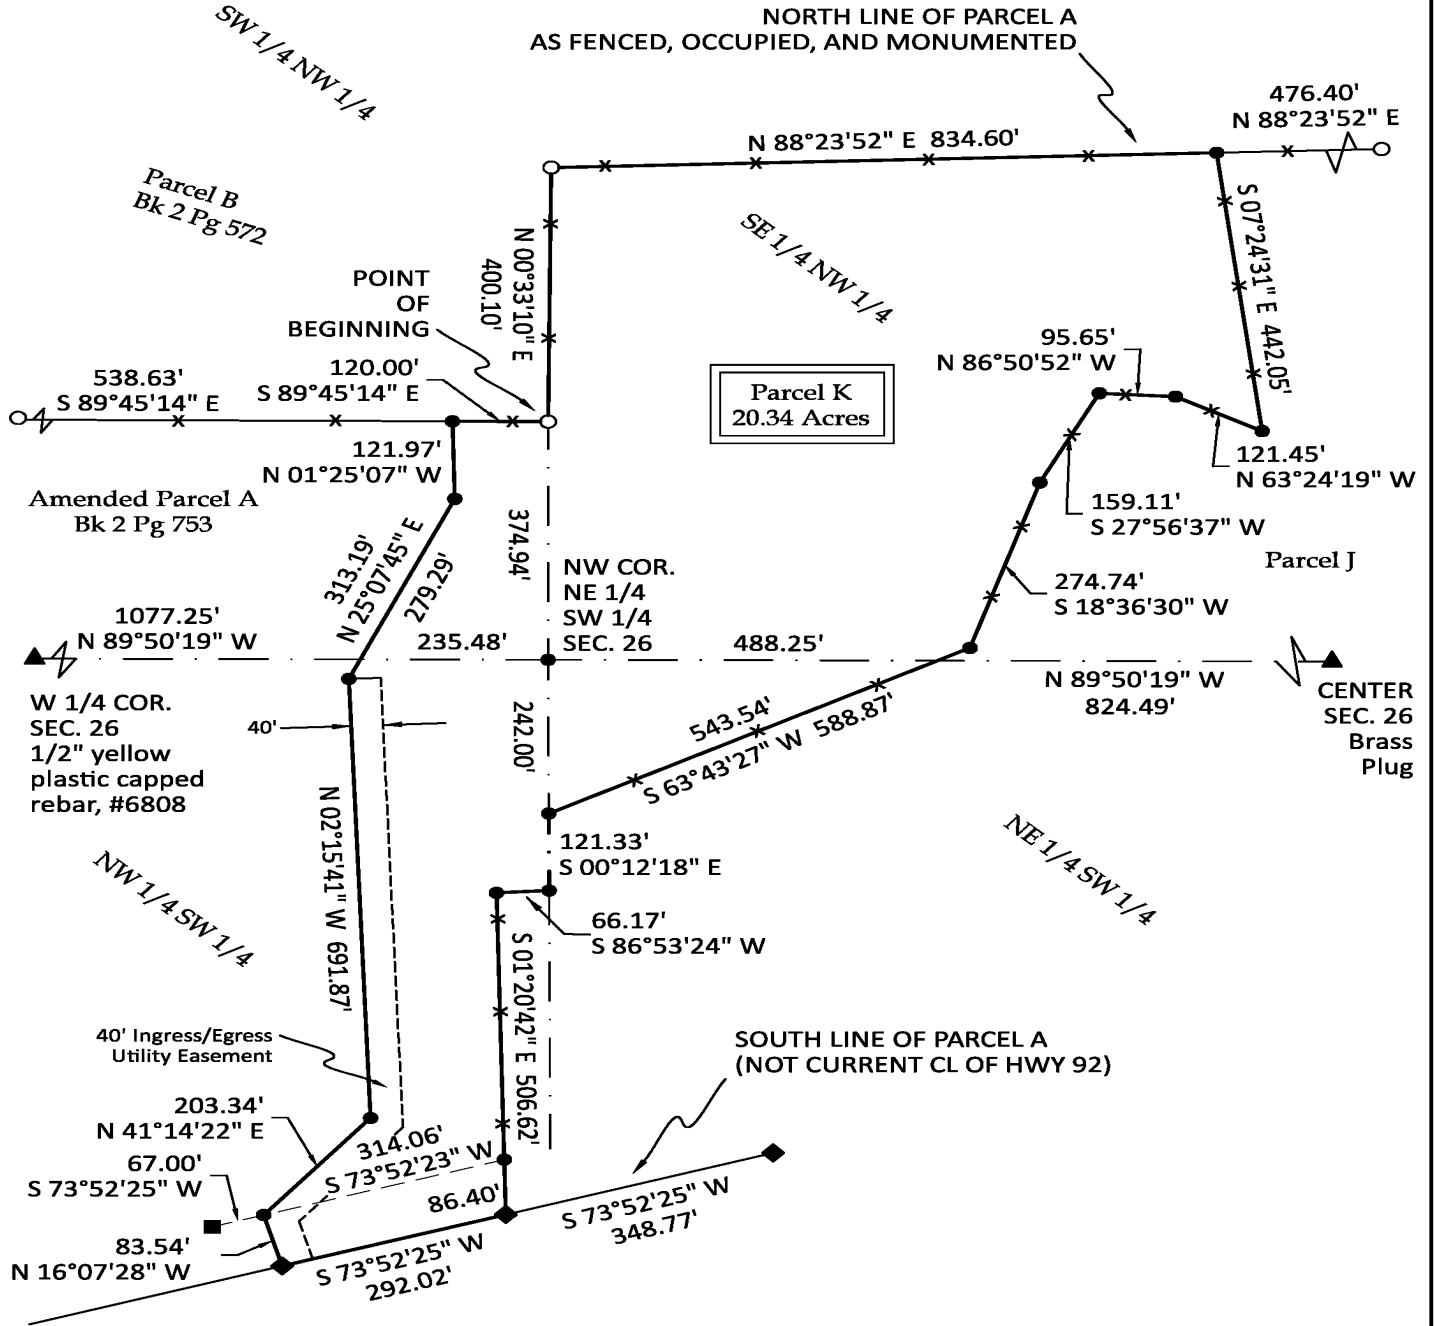 NORTH LINE OF PARCEL A
AS FENCED, OCCUPIED, AND MONUMENTED
SW 1/4 NW 1/4
476.40'
N 88°23'52" E
N 88°23'52" E 834.60'
Parcel B
Bk 2 Pg 572
S 07°24'31" E 442.05'
SE 1/4 NW 1/4
N 00°33'10" E
400.10'
POINT
OF
BEGINNING
538.63'
S 89°45'14" E
120.00'
S 89°45'14" E
95.65'
N 86°50'52" W
Parcel K
20.34 Acres
121.97'
N 01°25'07" W
121.45'
N 63°24'19" W
Amended Parcel A
Bk 2 Pg 753
159.11'
S 27°56'37" W
374.94'
313.19'
N 25°07'45" E
279.29'
NW COR.
NE 1/4
SW 1/4
SEC. 26
Parcel J
274.74'
S 18°36'30" W
1077.25'
N 89°50'19" W
235.48'
488.25'
N 89°50'19" W
824.49'
W 1/4 COR.
SEC. 26
1/2" yellow
plastic capped
rebar, #6808
40'
CENTER
SEC. 26
Brass
Plug
242.00'
543.54'
S 63°43'27" W 588.87'
N 02°15'41" W 691.87'
121.33'
S 00°12'18" E
NW 1/4 SW 1/4
NE 1/4 SW 1/4
66.17'
S 86°53'24" W
S 01°20'42" E 506.62'
40' Ingress/Egress
Utility Easement
SOUTH LINE OF PARCEL A
(NOT CURRENT CL OF HWY 92)
203.34'
N 41°14'22" E
314.06'
S 73°52'23" W
67.00'
S 73°52'25" W
86.40'
S 73°52'25" W
348.77'
83.54'
N 16°07'28" W
S 73°52'25" W
292.02'